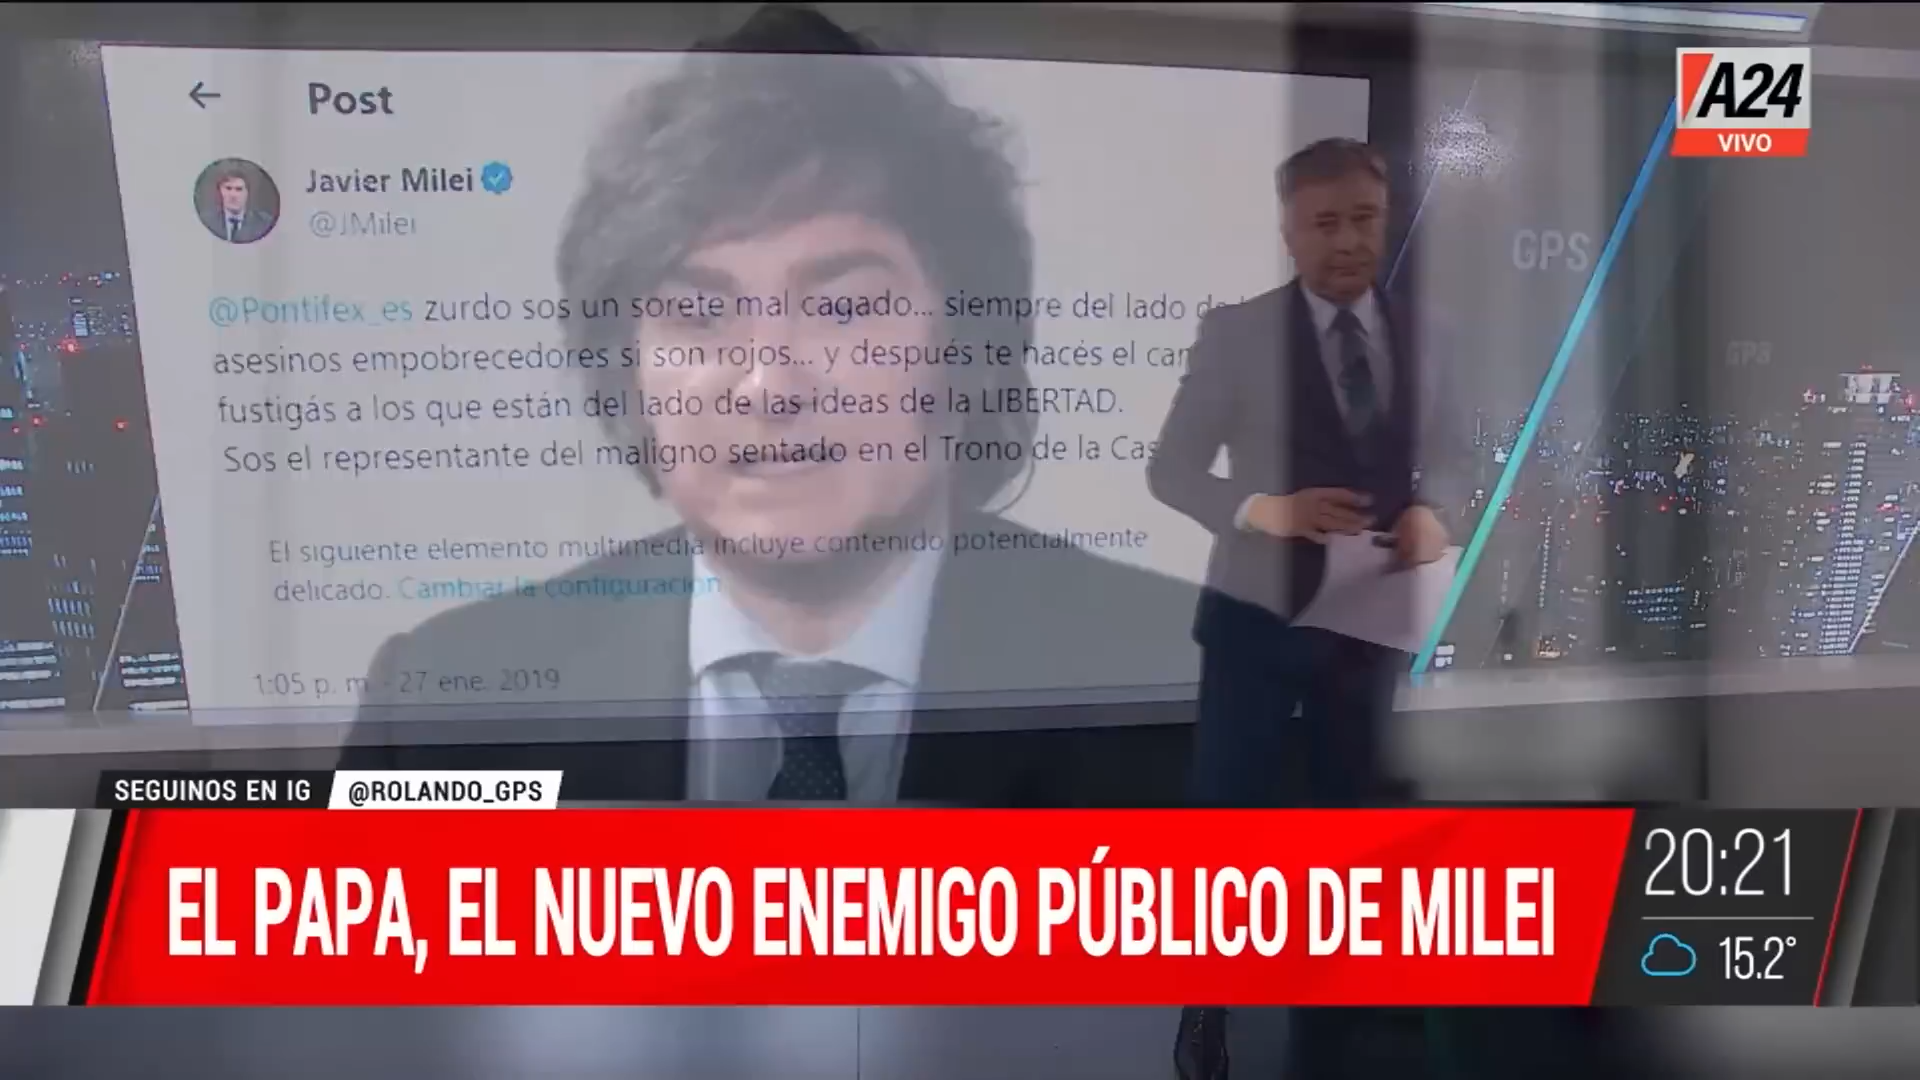 Post
A24
VIVO
Javier Milei
@JMilei
GPS
@Pontifex_es zurdo sos un sorete mal cagado... siempre del lado
asesinos empobrecedores si son rojos... y después te hacés el
fustigás a los que están del lado de las ideas de la LIBERTAD.
GPS
Sos el representante del maligno sentado en el Trono de la
El siguiente elemento multimedia incluye contenido potencialmente
delicado. Cambiar la configuración
1:05 p. m. · 27 ene. 2019
SEGUINOS EN IG @ROLANDO_GPS
EL PAPA, EL NUEVO ENEMIGO PÚBLICO DE MILEI
20:21
15.2°